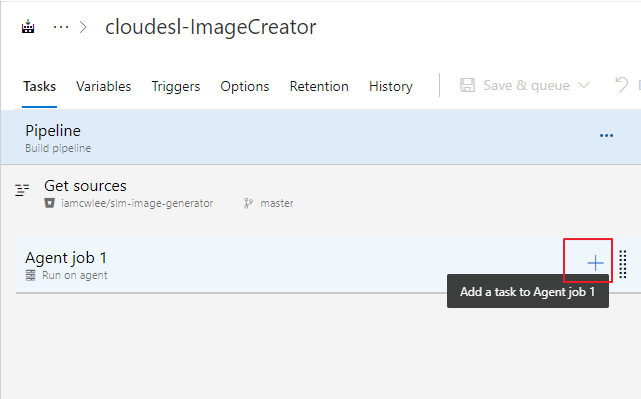 ··· > cloudesl-ImageCreator
Tasks Variables Triggers Options Retention History Save & queue
Pipeline ···
Build pipeline
Get sources
iamcwlee/slm-image-generator master
Agent job 1
Run on agent
Add a task to Agent job 1